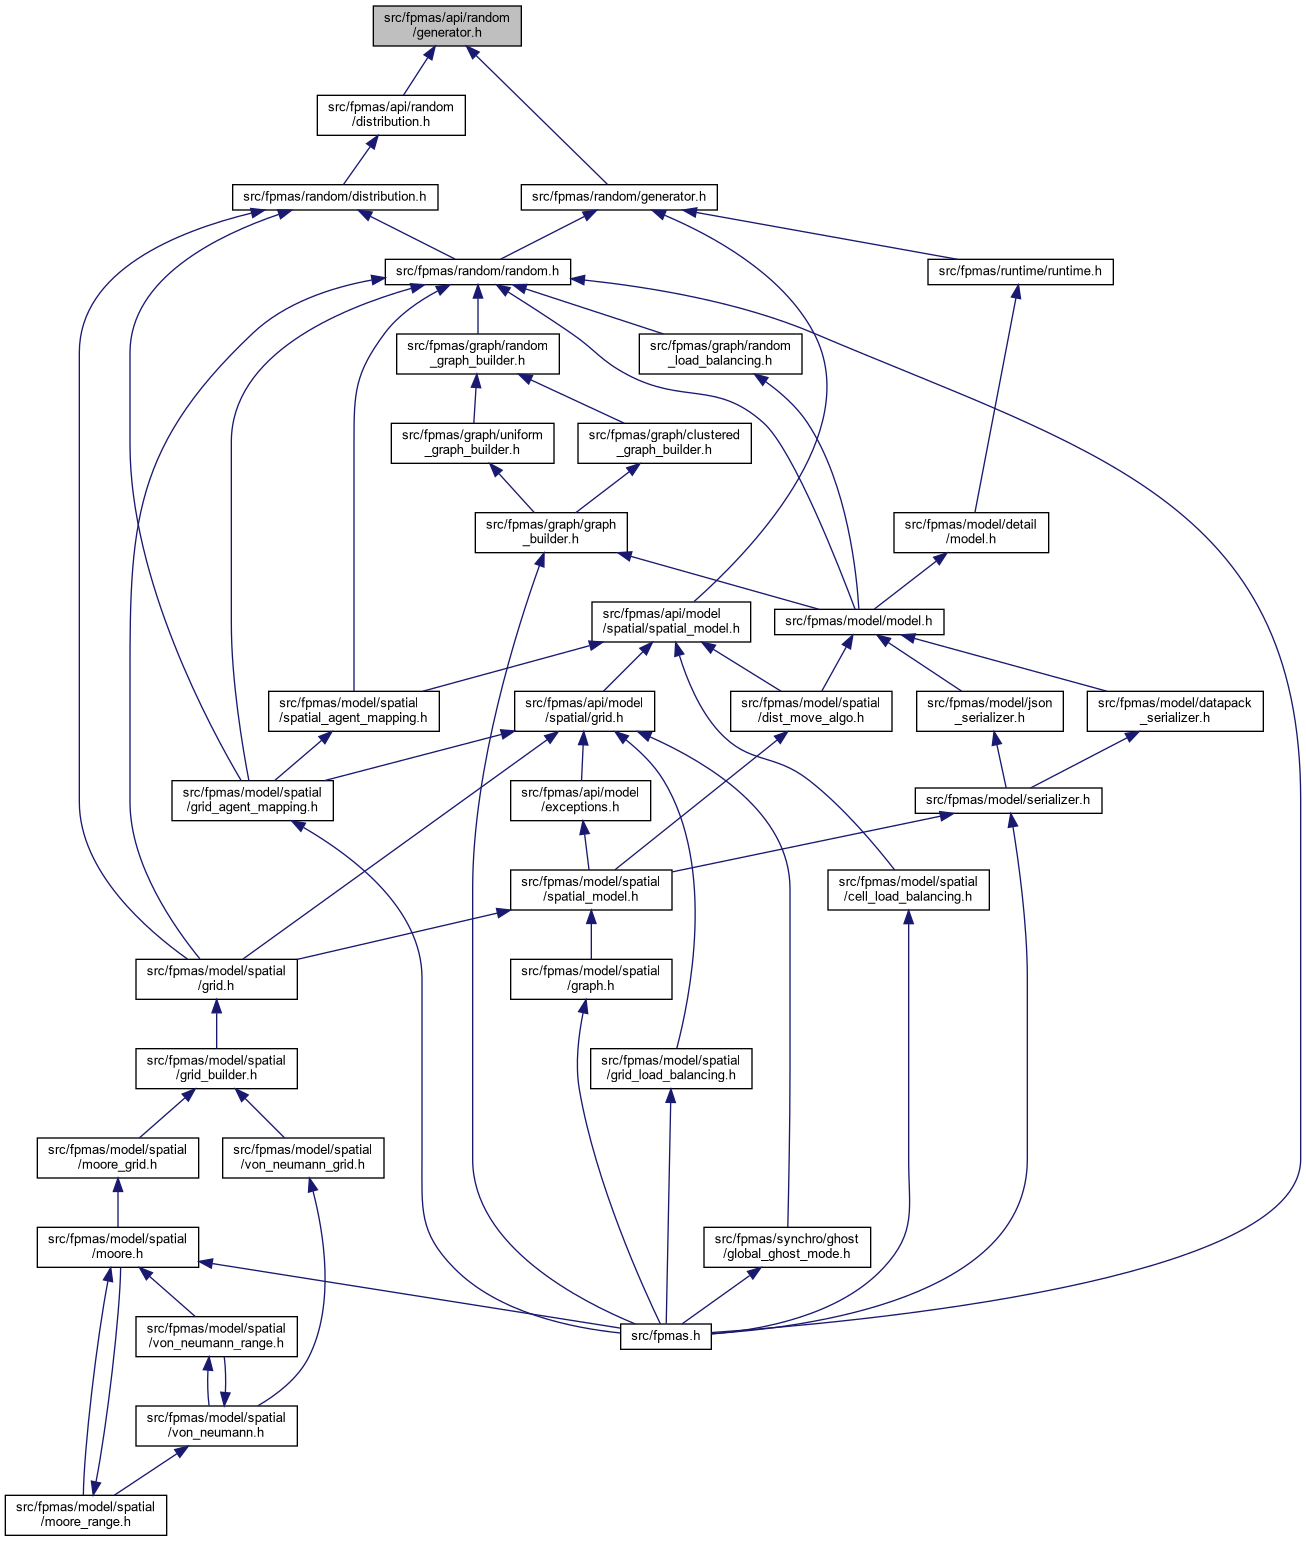 src/fpmas/api/random
/generator.h
src/fpmas/api/random
/distribution.h
src/fpmas/random/distribution.h
src/fpmas/random/generator.h
src/fpmas/random/random.h
src/fpmas/runtime/runtime.h
src/fpmas/graph/random
_graph_builder.h
src/fpmas/graph/random
_load_balancing.h
src/fpmas/graph/uniform
_graph_builder.h
src/fpmas/graph/clustered
_graph_builder.h
src/fpmas/graph/graph
_builder.h
src/fpmas/model/detail
/model.h
src/fpmas/api/model
/spatial/spatial_model.h
src/fpmas/model/model.h
src/fpmas/model/spatial
/spatial_agent_mapping.h
src/fpmas/api/model
/spatial/grid.h
src/fpmas/model/spatial
/dist_move_algo.h
src/fpmas/model/json
_serializer.h
src/fpmas/model/datapack
_serializer.h
src/fpmas/model/spatial
/grid_agent_mapping.h
src/fpmas/api/model
/exceptions.h
src/fpmas/model/serializer.h
src/fpmas/model/spatial
/spatial_model.h
src/fpmas/model/spatial
/cell_load_balancing.h
src/fpmas/model/spatial
/grid.h
src/fpmas/model/spatial
/graph.h
src/fpmas/model/spatial
/grid_builder.h
src/fpmas/model/spatial
/grid_load_balancing.h
src/fpmas/model/spatial
/moore_grid.h
src/fpmas/model/spatial
/von_neumann_grid.h
src/fpmas/model/spatial
/moore.h
src/fpmas/synchro/ghost
/global_ghost_mode.h
src/fpmas/model/spatial
/von_neumann_range.h
src/fpmas.h
src/fpmas/model/spatial
/von_neumann.h
src/fpmas/model/spatial
/moore_range.h